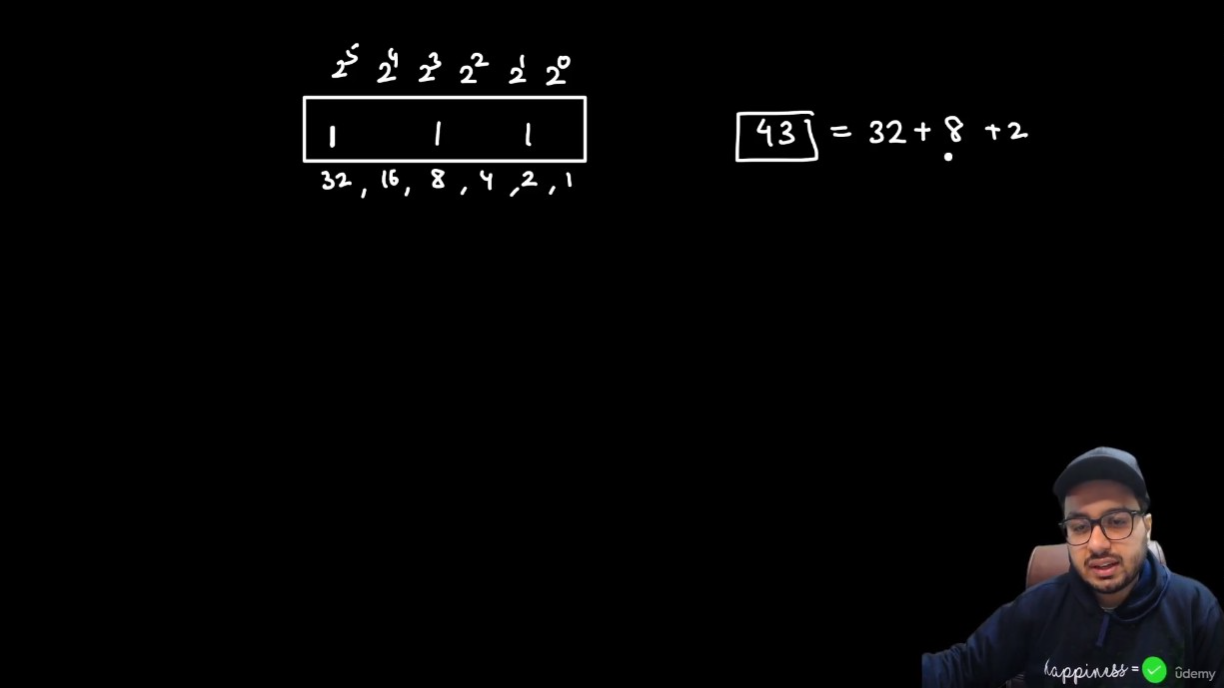 2⁵ 2⁴ 2³ 2² 2¹ 2⁰
1 1 1
32, 16, 8, 4, 2, 1
43 = 32 + 8 + 2
happiness =
ûdemy